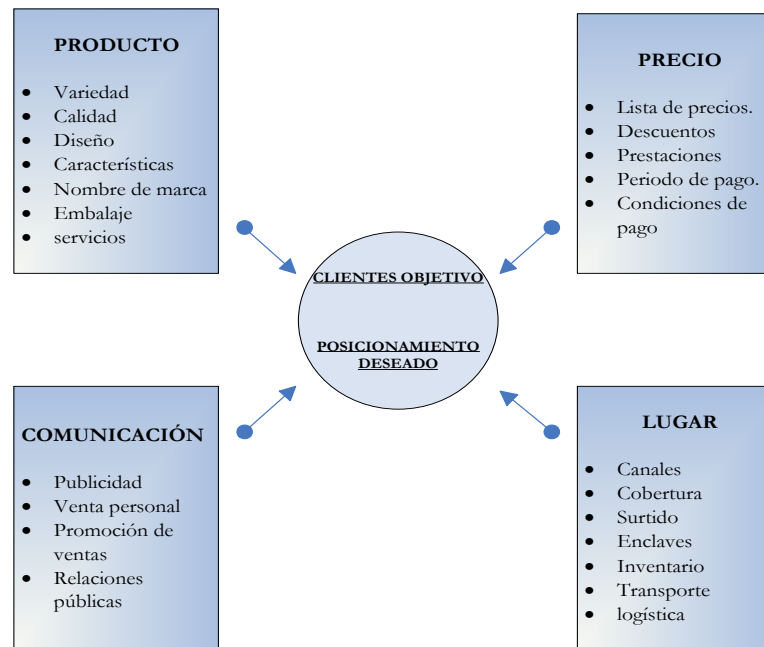 PRODUCTO
• Variedad
• Calidad
• Diseño
• Características
• Nombre de marca
• Embalaje
• servicios
PRECIO
• Lista de precios.
• Descuentos
• Prestaciones
• Periodo de pago.
• Condiciones de
pago
CLIENTES OBJETIVO
POSICIONAMIENTO
DESEADO
COMUNICACIÓN
• Publicidad
• Venta personal
• Promoción de
ventas
• Relaciones
públicas
LUGAR
• Canales
• Cobertura
• Surtido
• Enclaves
• Inventario
• Transporte
• logística